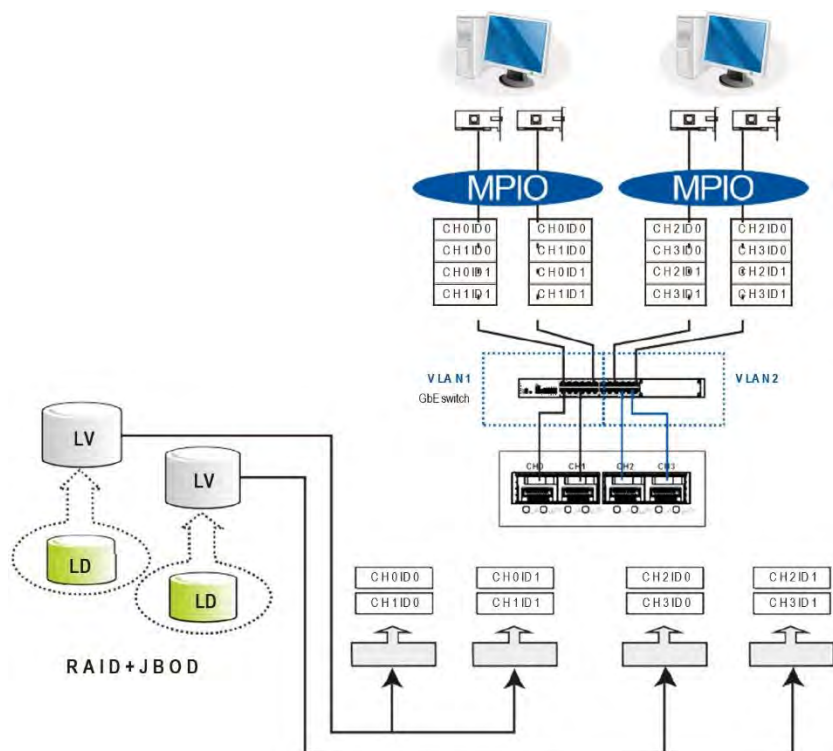 MPIO
MPIO
CH0ID0
CH1ID0
CH0ID1
CH1ID1
CH0ID0
CH1ID0
CH0ID1
CH1ID1
CH2ID0
CH3ID0
CH2ID1
CH3ID1
CH2ID0
CH3ID0
CH2ID1
CH3ID1
VLAN1
GbE switch
VLAN2
CH0
CH1
CH2
CH3
LV
LV
LD
LD
RAID+JBOD
CH0ID0
CH1ID0
CH0ID1
CH1ID1
CH2ID0
CH3ID0
CH2ID1
CH3ID1